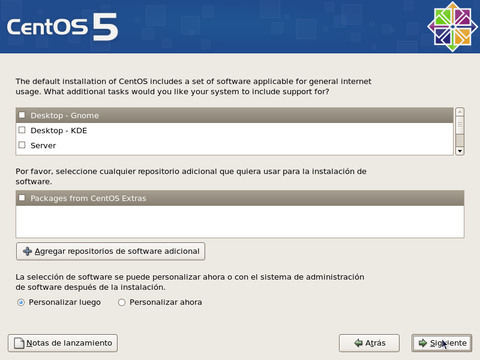 CentOS 5
The default installation of CentOS includes a set of software applicable for general internet
usage. What additional tasks would you like your system to include support for?
Desktop - Gnome
Desktop - KDE
Server
Por favor, seleccione cualquier repositorio adicional que quiera usar para la instalación de
software.
Packages from CentOS Extras
Agregar repositorios de software adicional
La selección de software se puede personalizar ahora o con el sistema de administración
de software después de la instalación.
Personalizar luego Personalizar ahora
Notas de lanzamiento Atrás Siguiente